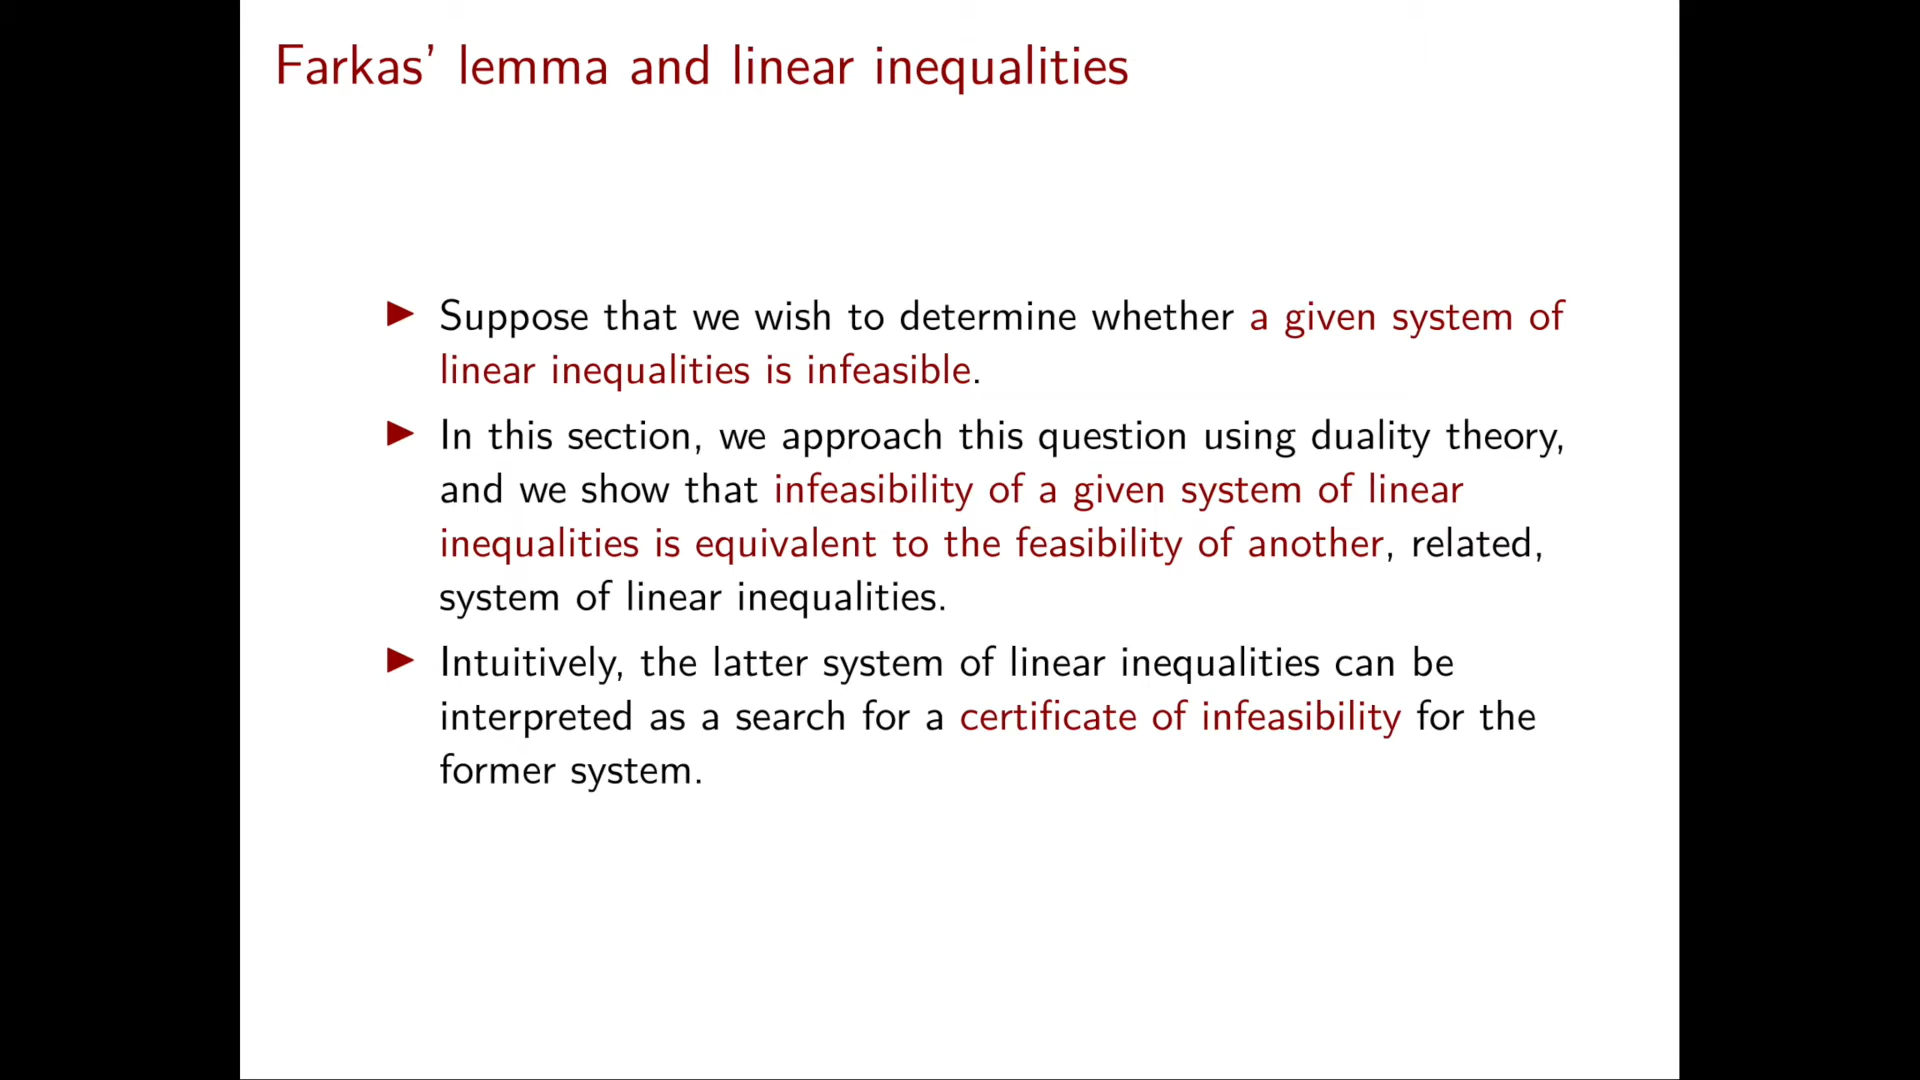 Farkas’ lemma and linear inequalities
▶ Suppose that we wish to determine whether a given system of
linear inequalities is infeasible.
▶ In this section, we approach this question using duality theory,
and we show that infeasibility of a given system of linear
inequalities is equivalent to the feasibility of another, related,
system of linear inequalities.
▶ Intuitively, the latter system of linear inequalities can be
interpreted as a search for a certificate of infeasibility for the
former system.